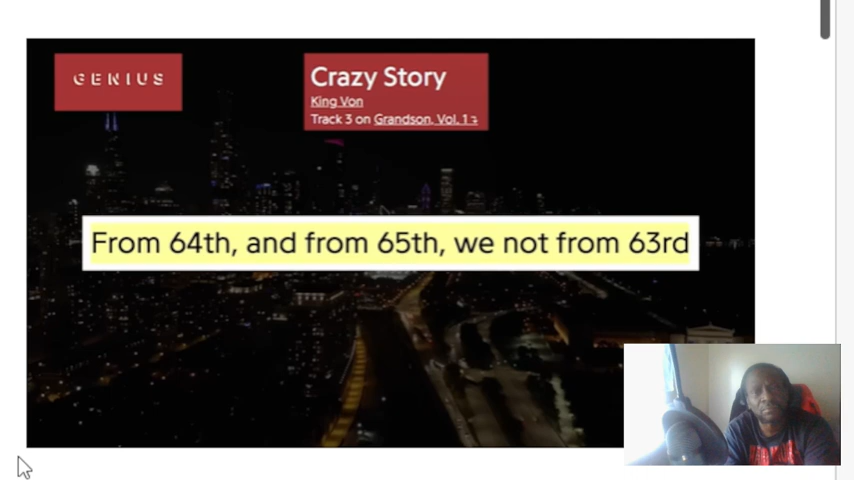 GENIUS
Crazy Story
King Von
Track 3 on Grandson, Vol. 1
From 64th, and from 65th, we not from 63rd